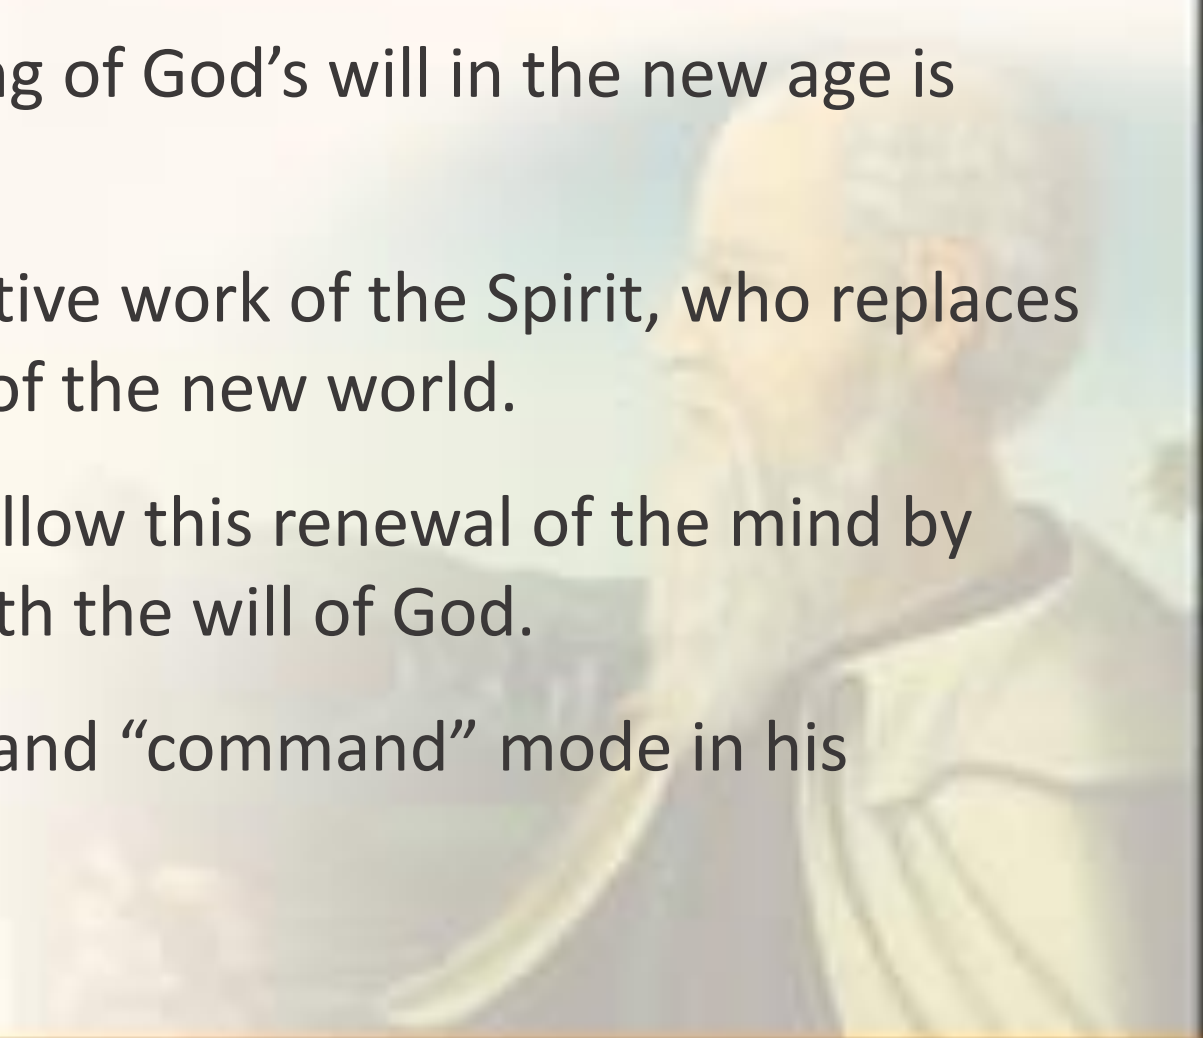 ng of God’s will in the new age is
tive work of the Spirit, who replaces
of the new world.
llow this renewal of the mind by
th the will of God.
and “command” mode in his